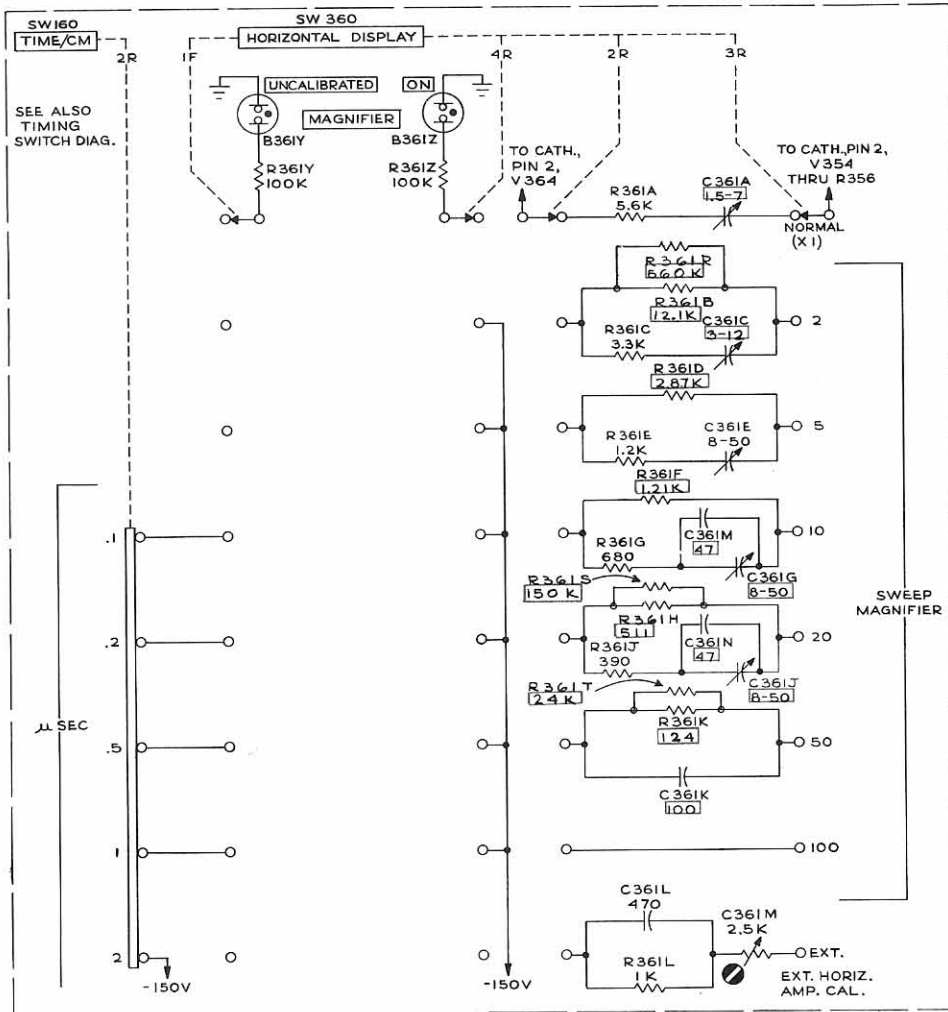 SW160
TIME/CM
2R
SW 360
HORIZONTAL DISPLAY
1F
4R
2R
3R
SEE ALSO
TIMING
SWITCH DIAG.
UNCALIBRATED
ON
MAGNIFIER
B361Y
B361Z
R361Y
100K
R361Z
100K
TO CATH.,
PIN 2,
V364
R361A
5.6K
C361A
1.5-7
TO CATH., PIN 2,
V354
THRU R356
NORMAL
(X1)
R361R
560K
R361B
12.1K
R361C
3.3K
C361C
3-12
2
R361D
2.87K
R361E
1.2K
C361E
8-50
5
R361F
1.21K
R361G
680
C361M
47
C361G
8-50
10
R361S
150K
R361H
511
R361J
390
C361N
47
C361J
8-50
20
R361T
24K
R361K
124
C361K
100
50
100
SWEEP
MAGNIFIER
C361L
470
R361L
1K
C361M
2.5K
EXT.
EXT. HORIZ.
AMP. CAL.
μSEC
.1
.2
.5
1
2
-150V
-150V